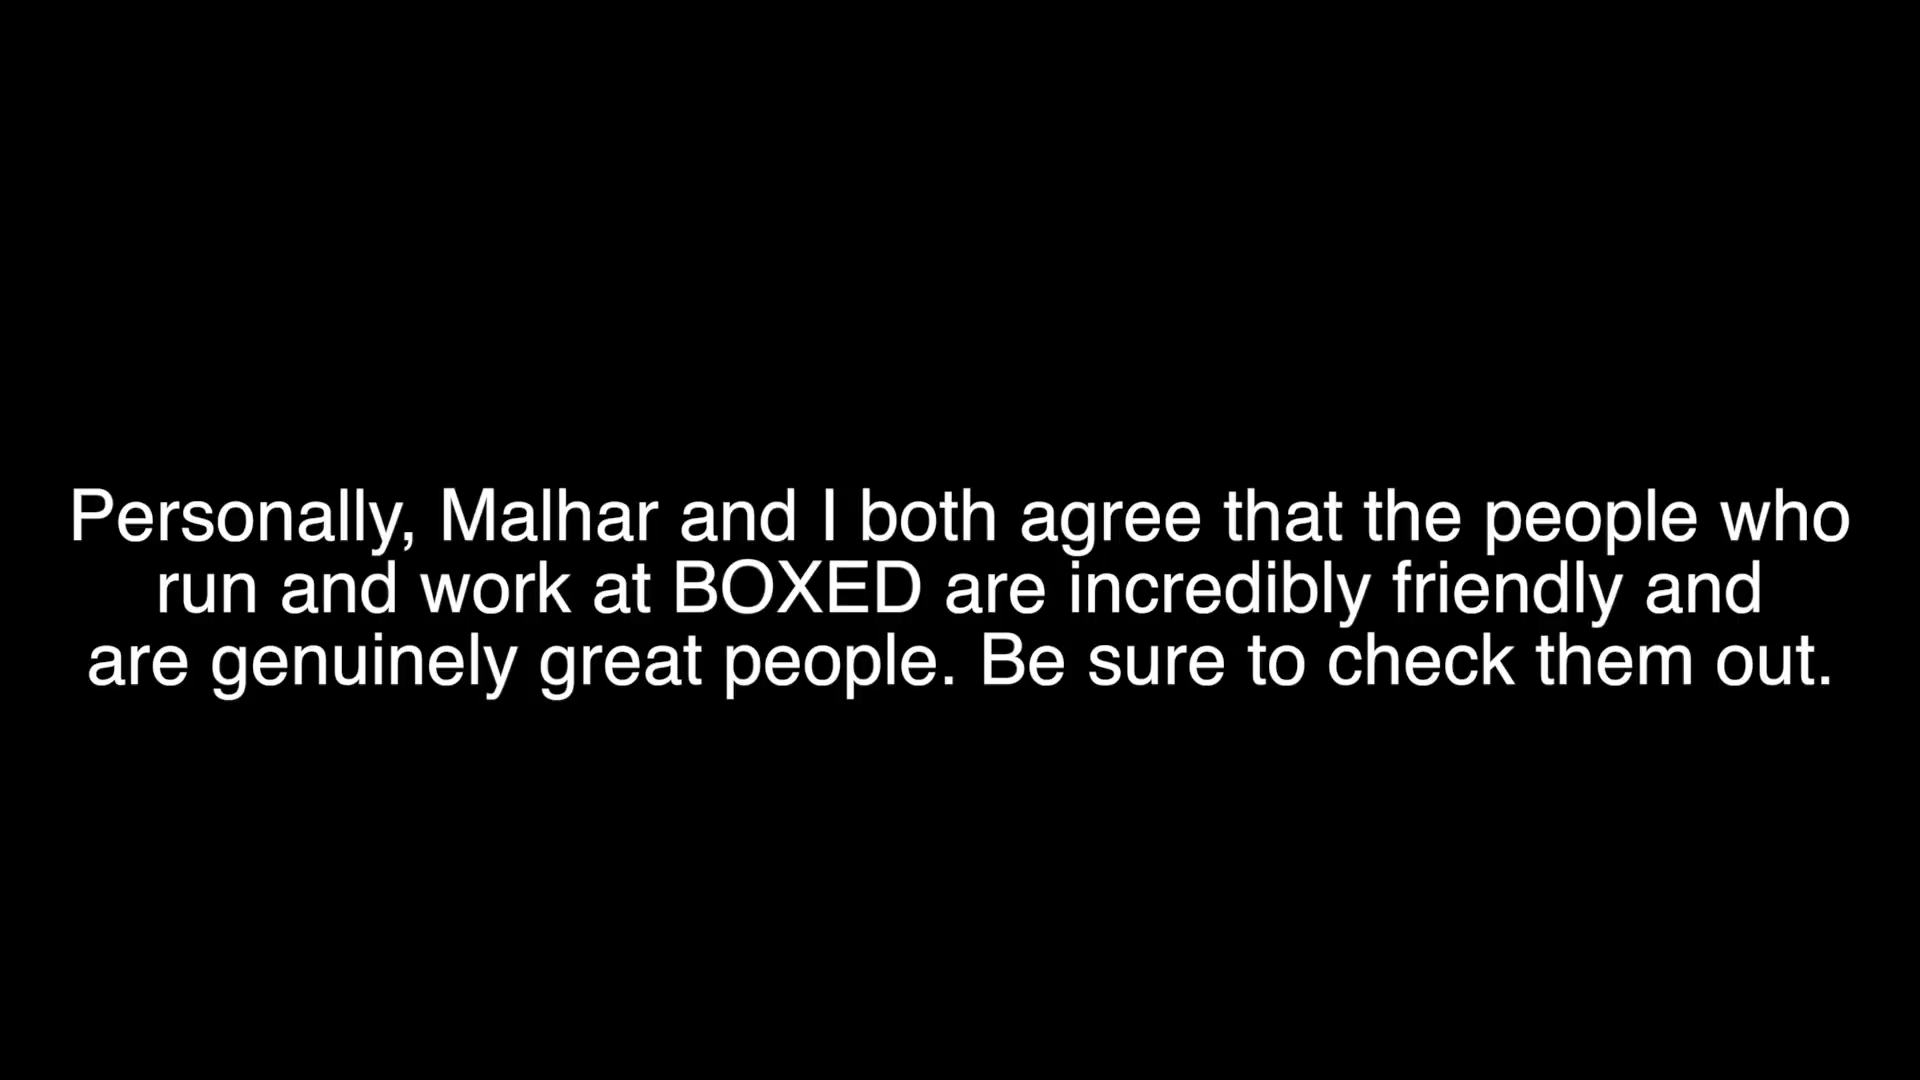 Personally, Malhar and I both agree that the people who
run and work at BOXED are incredibly friendly and
are genuinely great people. Be sure to check them out.